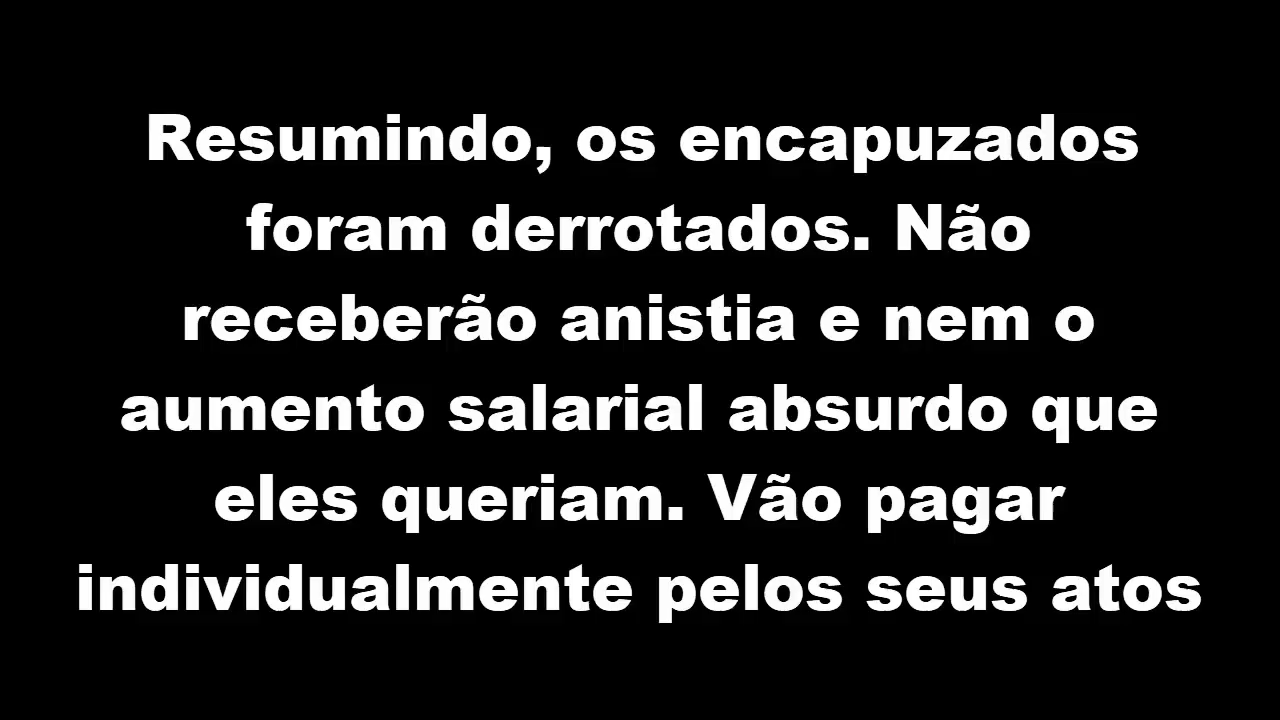 Resumindo, os encapuzados
foram derrotados. Não
receberão anistia e nem o
aumento salarial absurdo que
eles queriam. Vão pagar
individualmente pelos seus atos